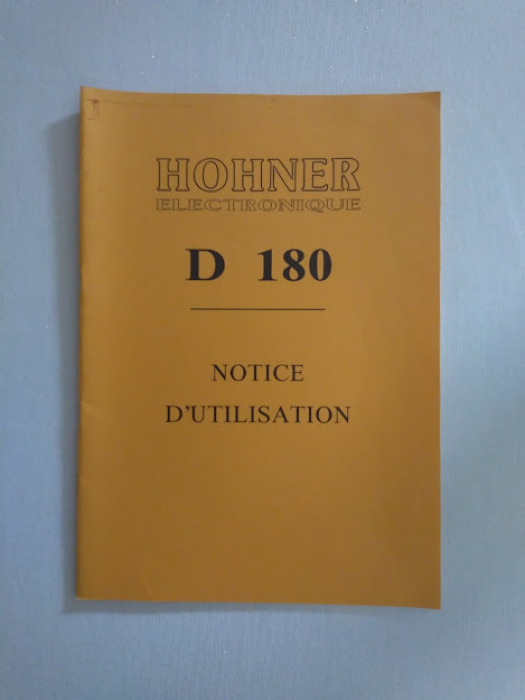 HOHNER
ELECTRONIQUE
D 180
NOTICE
D'UTILISATION